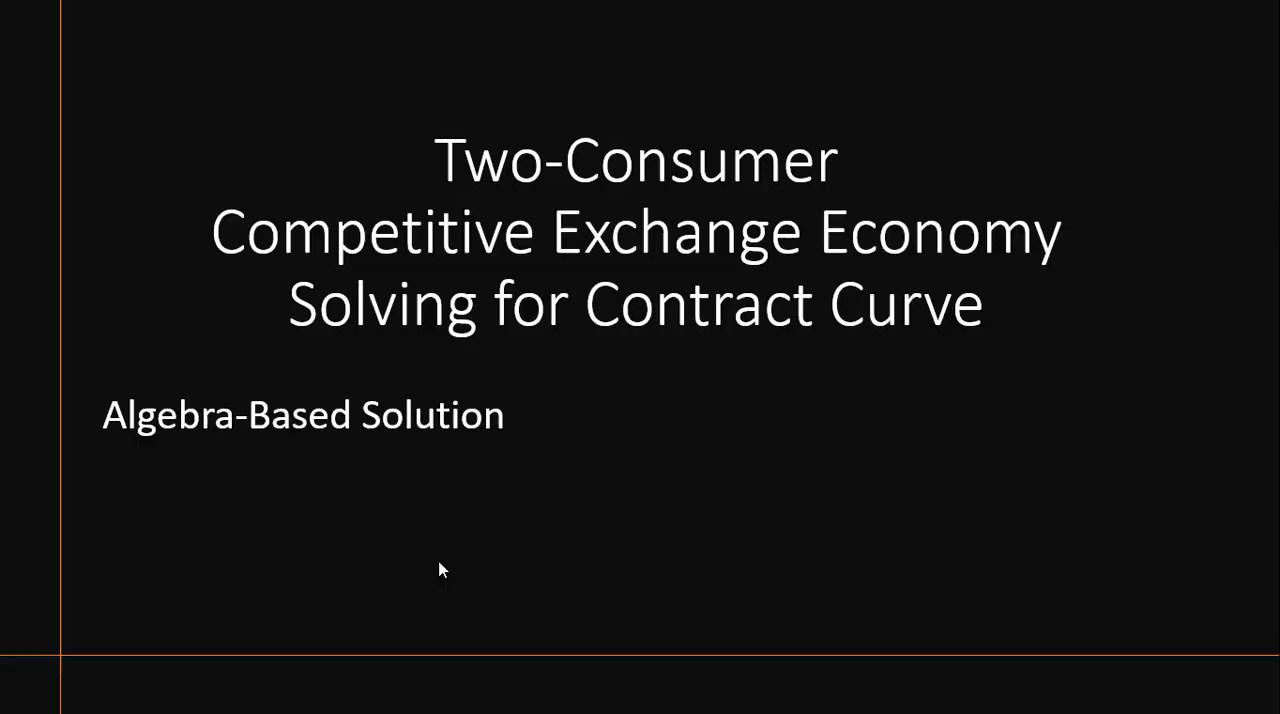 Two-Consumer
Competitive Exchange Economy
Solving for Contract Curve
Algebra-Based Solution